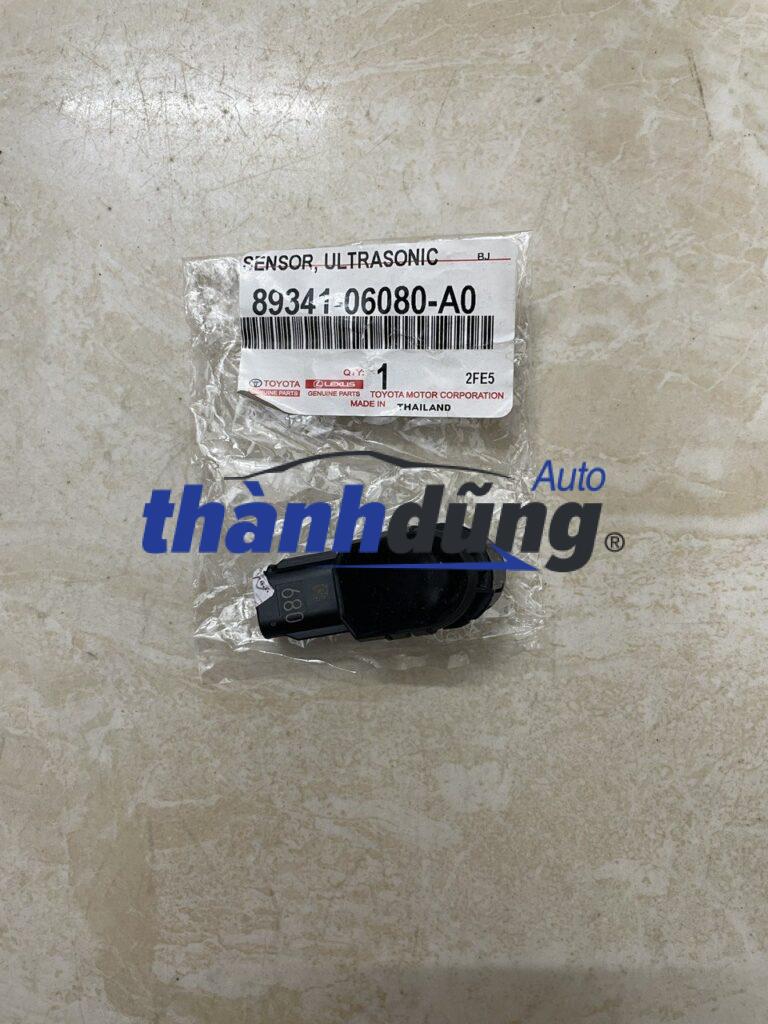 SENSOR, ULTRASONIC BJ
89341-06080-A0
QTY: 1 2FE5
TOYOTA LEXUS
GENUINE PARTS GENUINE PARTS TOYOTA MOTOR CORPORATION
MADE IN THAILAND
Auto
thànhdũng®
089